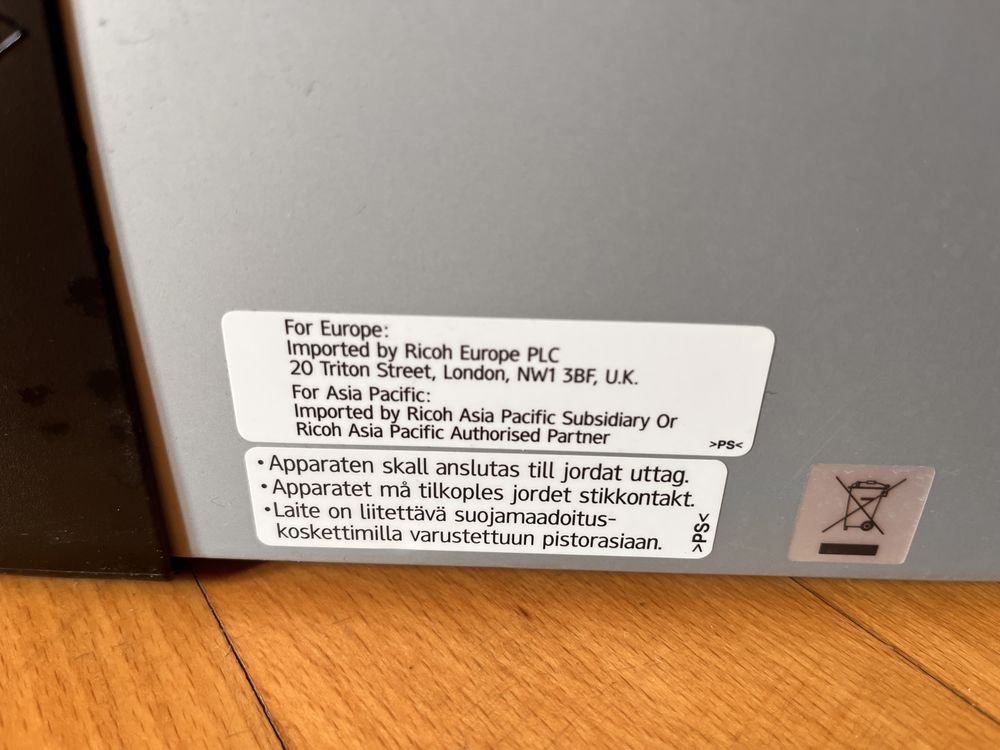 For Europe:
Imported by Ricoh Europe PLC
20 Triton Street, London, NW1 3BF, U.K.
For Asia Pacific:
Imported by Ricoh Asia Pacific Subsidiary Or
Ricoh Asia Pacific Authorised Partner
>PS<
• Apparaten skall anslutas till jordat uttag.
• Apparatet må tilkoples jordet stikkontakt.
• Laite on liitettävä suojamaadoitus-
koskettimilla varustettuun pistorasiaan.
>PS<